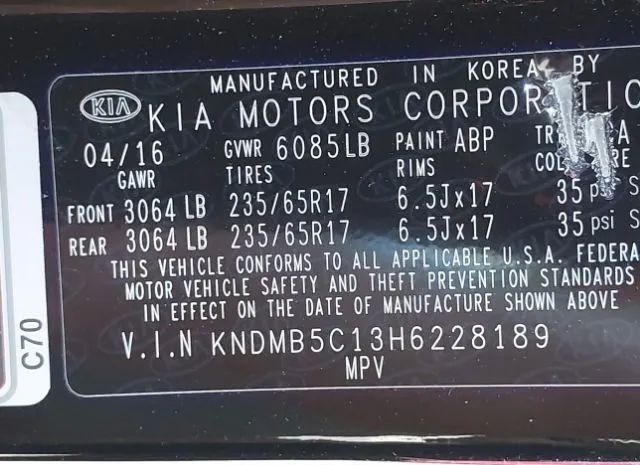 MANUFACTURED IN KOREA BY
KIA KIA MOTORS
04/16 GVWR 6085LB PAINT ABP
GAWR TIRES RIMS
FRONT 3064 LB 235/65R17 6.5Jx17 35 psi
REAR 3064 LB 235/65R17 6.5Jx17 35 psi
THIS VEHICLE CONFORMS TO ALL APPLICABLE U.S.A. FEDERA
MOTOR VEHICLE SAFETY AND THEFT PREVENTION STANDARDS
IN EFFECT ON THE DATE OF MANUFACTURE SHOWN ABOVE
V.I.N KNDMB5C13H6228189
MPV
C70